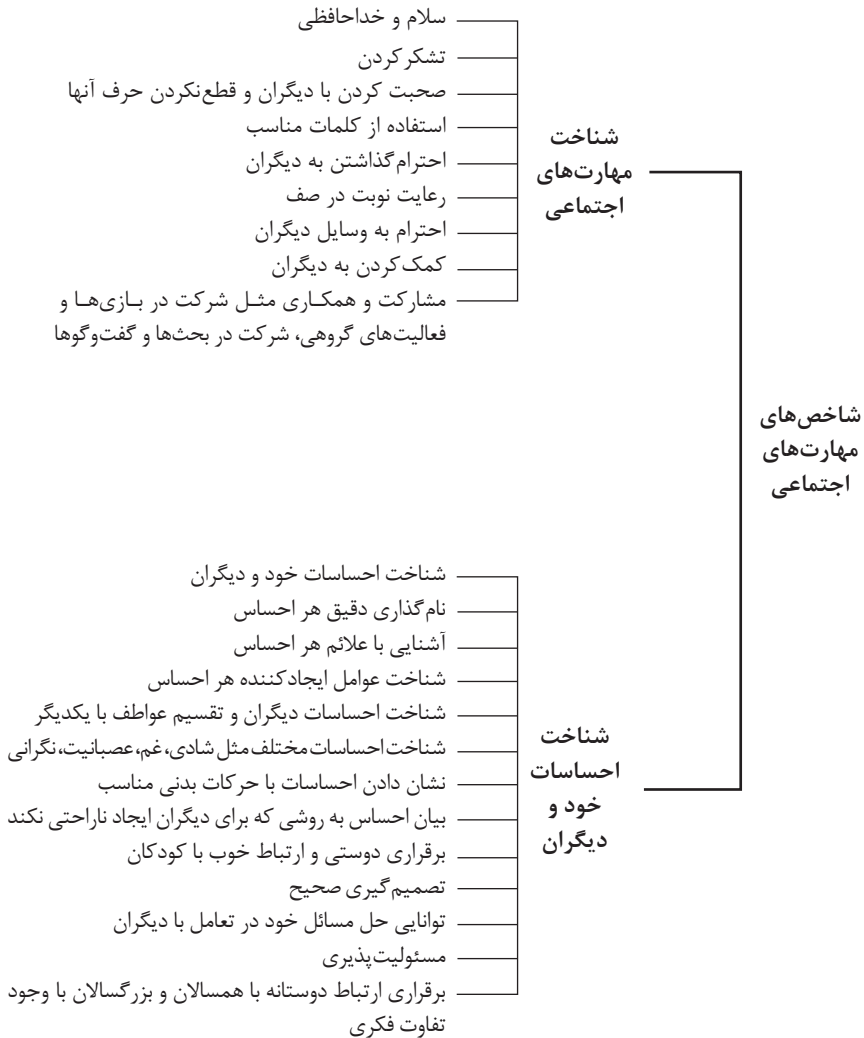 شاخص‌های
مهارت‌های
اجتماعی
شناخت
مهارت‌های
اجتماعی
سلام و خداحافظی
تشکرکردن
صحبت کردن با دیگران و قطع‌نکردن حرف آنها
استفاده از کلمات مناسب
احترام‌گذاشتن به دیگران
رعایت نوبت در صف
احترام به وسایل دیگران
کمک‌کردن به دیگران
مشارکت و همکـاری مثـل شرکت در بـازی‌هـا و
فعالیت‌های گروهی، شرکت در بحث‌ها و گفت‌وگوها
شناخت
احساسات
خود و
دیگران
شناخت احساسات خود و دیگران
نام‌گذاری دقیق هر احساس
آشنایی با علائم هر احساس
شناخت عوامل ایجادکننده هر احساس
شناخت احساسات دیگران و تقسیم عواطف با یکدیگر
شناخت احساسات مختلف مثل شادی، غم، عصبانیت، نگرانی
نشان دادن احساسات با حرکات بدنی مناسب
بیان احساس به روشی که برای دیگران ایجاد ناراحتی نکند
برقراری دوستی و ارتباط خوب با کودکان
تصمیم‌گیری صحیح
توانایی حل مسائل خود در تعامل با دیگران
مسئولیت‌پذیری
برقراری ارتباط دوستانه با همسالان و بزرگسالان با وجود
تفاوت فکری